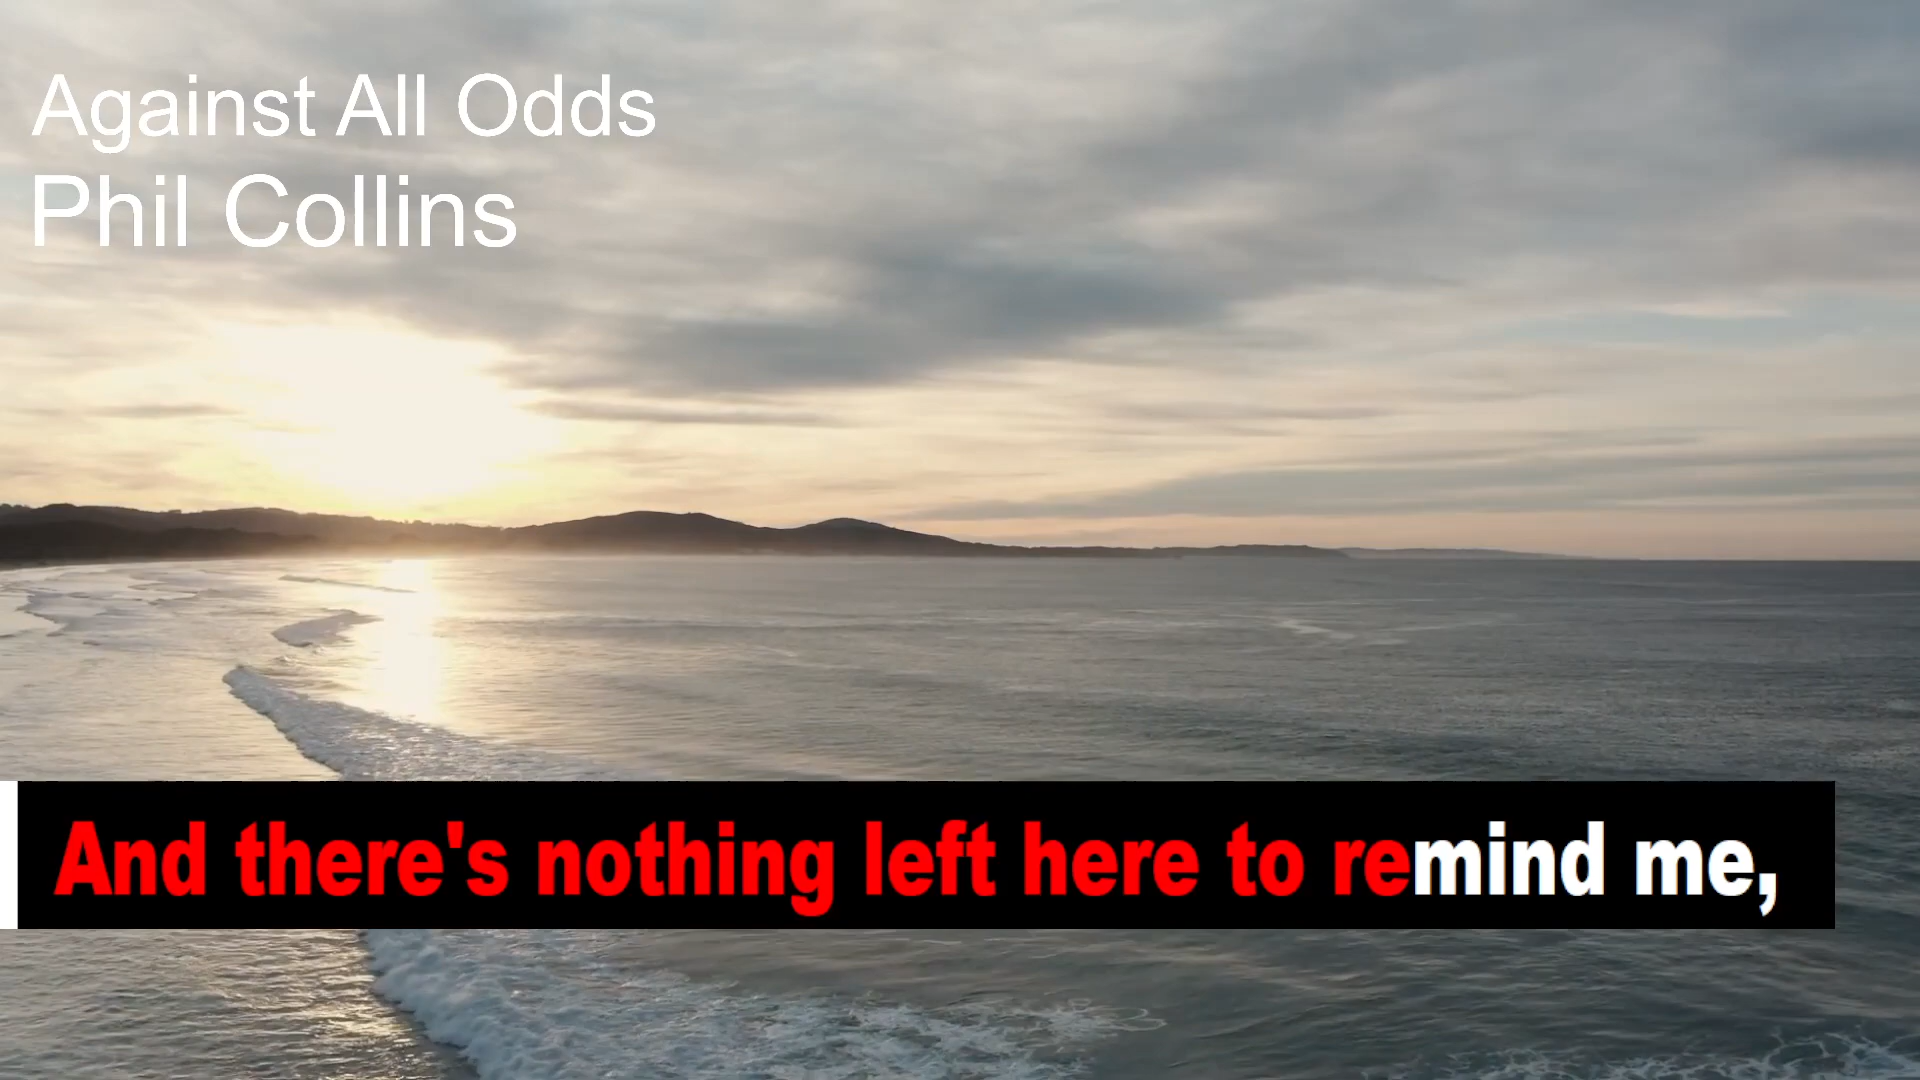 Against All Odds
Phil Collins
And there's nothing left here to remind me,